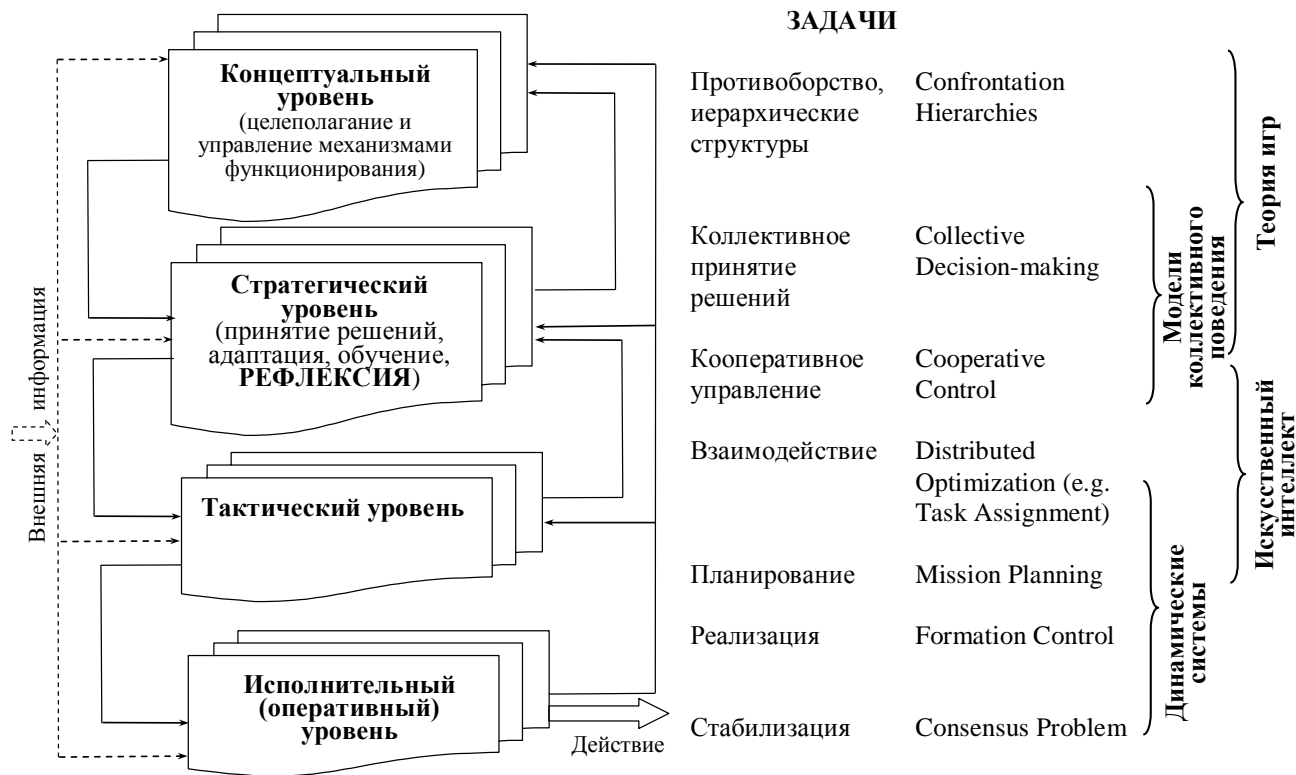 ЗАДАЧИ
Концептуальный
уровень
(целеполагание и
управление механизмами
функционирования)
Стратегический
уровень
(принятие решений,
адаптация, обучение,
РЕФЛЕКСИЯ)
Тактический уровень
Исполнительный
(оперативный)
уровень
Внешняя информация
Действие
Противоборство,
иерархические
структуры
Confrontation
Hierarchies
Коллективное
принятие
решений
Collective
Decision-making
Кооперативное
управление
Cooperative
Control
Взаимодействие
Distributed
Optimization (e.g.
Task Assignment)
Планирование
Mission Planning
Реализация
Formation Control
Стабилизация
Consensus Problem
Модели
коллективного
поведения
Теория игр
Искусственный
интеллект
Динамические
системы